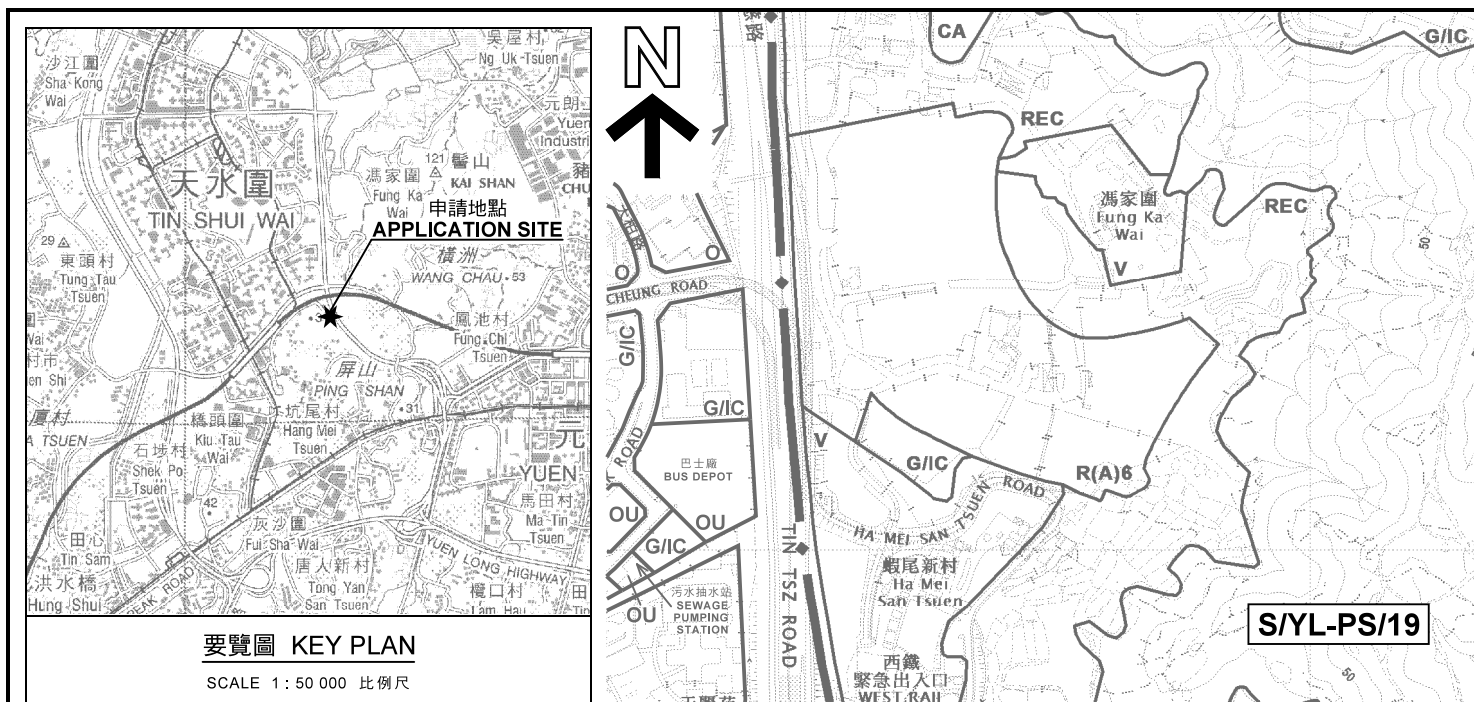 沙江圍
Sha Kong
Wai
吳屋村
Ng Uk Tsuen
元朗
Yuen
Industri
天水圍
TIN SHUI WAI
121
髻山
KAI SHAN
馮家圍
Fung Ka
Wai
申請地點
APPLICATION SITE
橫洲
WANG CHAU
53
29
東頭村
Tung Tau
Tsuen
鳳池村
Fung Chi
Tsuen
屏山
PING SHAN
31
坑尾村
Hang Mei
Tsuen
橋頭圍
Kiu Tau
Wai
石埗村
Shek Po
Tsuen
42
灰沙圍
Fui Sha Wai
元
YUEN
馬田村
Ma Tin
Tsuen
YUEN LONG HIGHWAY
田心
Tin Sam
洪水橋
Hung Shui
唐人新村
Tong Yan
San Tsuen
欖口村
Lam Hau
要覽圖 KEY PLAN
SCALE 1 : 50 000 比例尺
N
CA
G/IC
REC
馮家圍
Fung Ka
Wai
V
REC
50
O
O
CHEUNG ROAD
G/IC
G/IC
巴士廠
BUS DEPOT
ROAD
OU
OU
G/IC
OU
污水抽水站
SEWAGE
PUMPING
STATION
TIN TSZ ROAD
V
G/IC
R(A)6
HA MEI SAN TSUEN ROAD
蝦尾新村
Ha Mei
San Tsuen
西鐵
緊急出入口
WEST RAIL
S/YL-PS/19
50